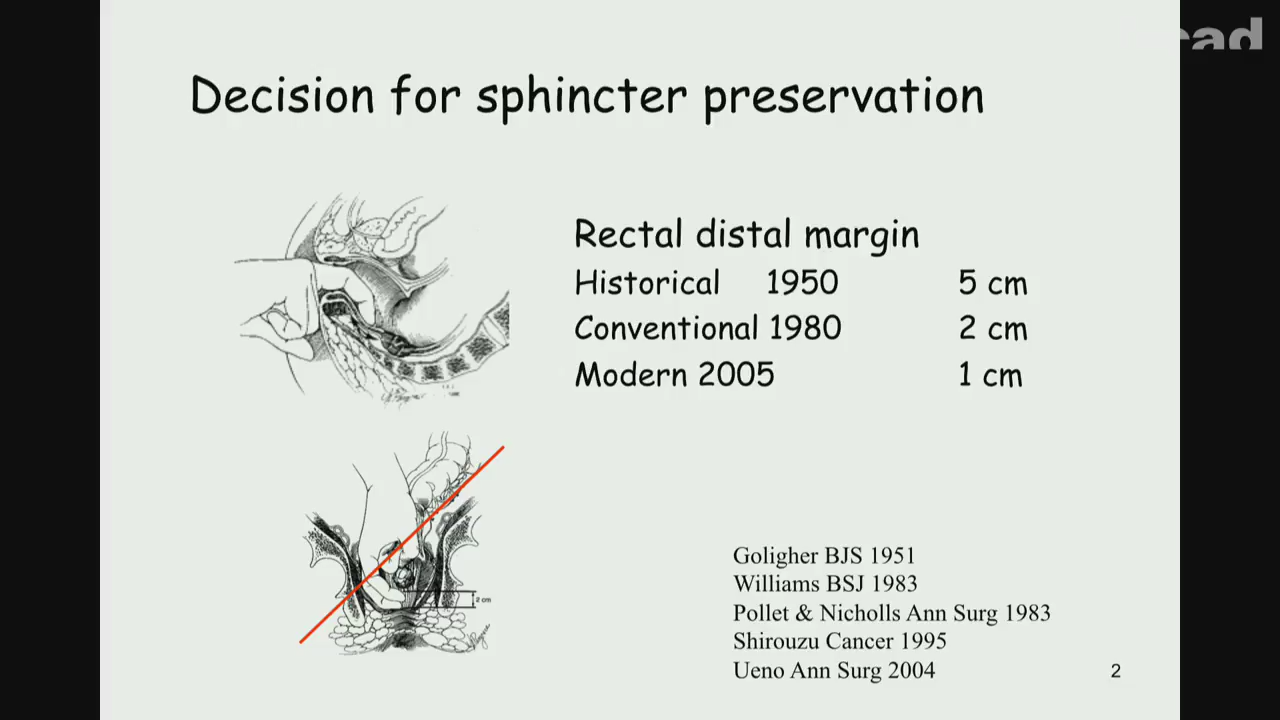 Decision for sphincter preservation
Rectal distal margin
Historical 1950 5 cm
Conventional 1980 2 cm
Modern 2005 1 cm
2 cm
Goligher BJS 1951
Williams BSJ 1983
Pollet & Nicholls Ann Surg 1983
Shirouzu Cancer 1995
Ueno Ann Surg 2004
2